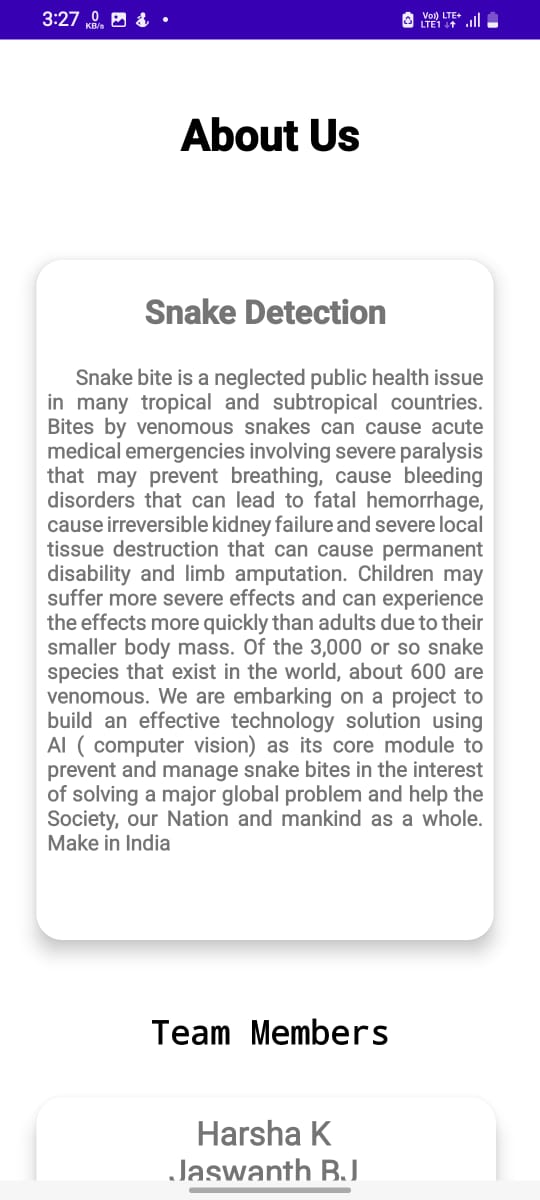 3:27 0 KB/s Vo)) LTE+ LTE1
About Us
Snake Detection
Snake bite is a neglected public health issue
in many tropical and subtropical countries.
Bites by venomous snakes can cause acute
medical emergencies involving severe paralysis
that may prevent breathing, cause bleeding
disorders that can lead to fatal hemorrhage,
cause irreversible kidney failure and severe local
tissue destruction that can cause permanent
disability and limb amputation. Children may
suffer more severe effects and can experience
the effects more quickly than adults due to their
smaller body mass. Of the 3,000 or so snake
species that exist in the world, about 600 are
venomous. We are embarking on a project to
build an effective technology solution using
AI ( computer vision) as its core module to
prevent and manage snake bites in the interest
of solving a major global problem and help the
Society, our Nation and mankind as a whole.
Make in India
Team Members
Harsha K
Jaswanth B.J